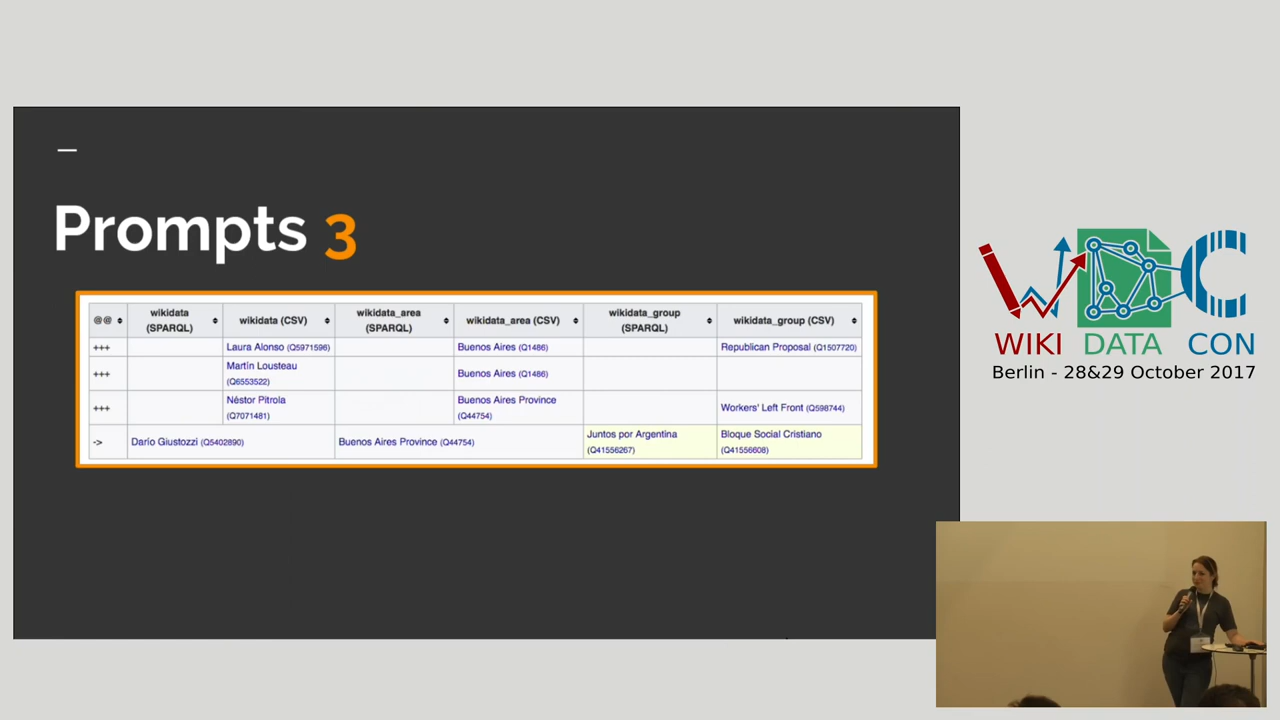 Prompts 3
@@ wikidata (SPARQL) wikidata (CSV) wikidata_area (SPARQL) wikidata_area (CSV) wikidata_group (SPARQL) wikidata_group (CSV)
+++ Laura Alonso (Q5971596) Buenos Aires (Q1486) Republican Proposal (Q1507720)
+++ Martín Lousteau (Q6553522) Buenos Aires (Q1486)
+++ Néstor Pitrola (Q7071481) Buenos Aires Province (Q44754) Workers' Left Front (Q598744)
-> Darío Giustozzi (Q5402890) Buenos Aires Province (Q44754) Juntos por Argentina (Q41556267) Bloque Social Cristiano (Q41556608)
WDC
WIKI DATA CON
Berlin - 28&29 October 2017